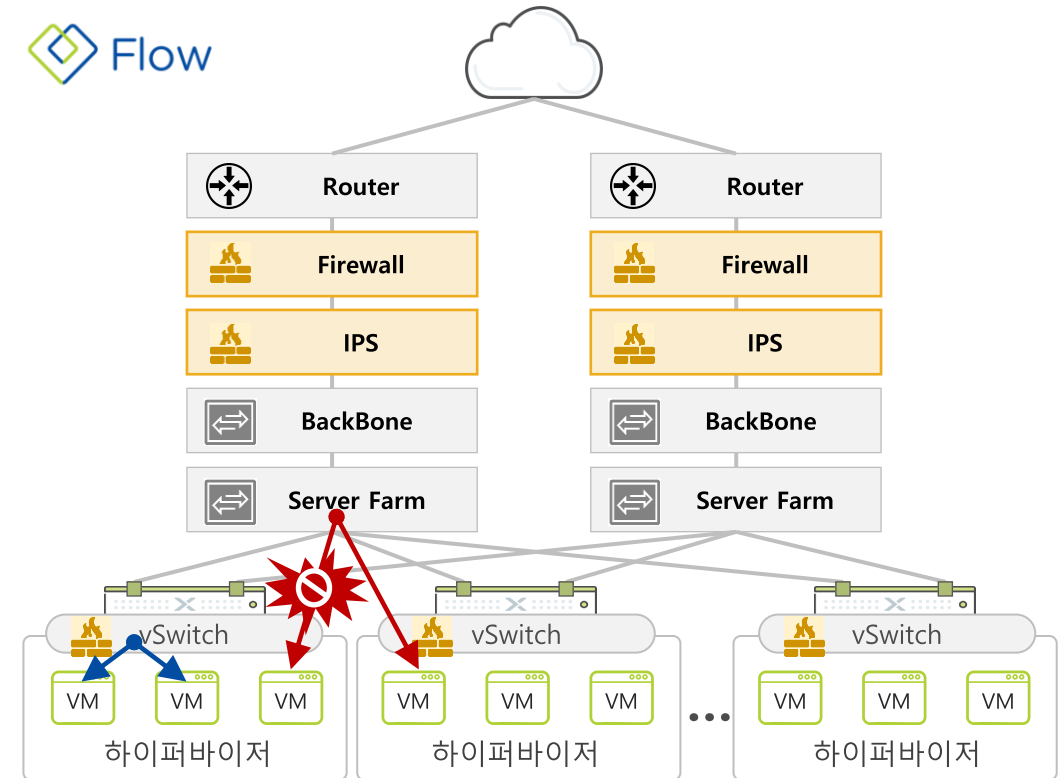 Flow
Router
Router
Firewall
Firewall
IPS
IPS
BackBone
BackBone
Server Farm
Server Farm
vSwitch
vSwitch
vSwitch
VM
VM
VM
VM
VM
VM
VM
VM
VM
하이퍼바이저
하이퍼바이저
하이퍼바이저